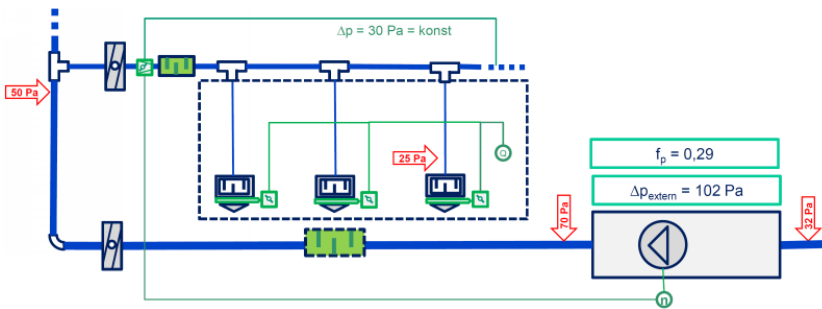 Δp = 30 Pa = konst
50 Pa
25 Pa
Q
f_p = 0,29
Δp_extern = 102 Pa
70 Pa
32 Pa
n